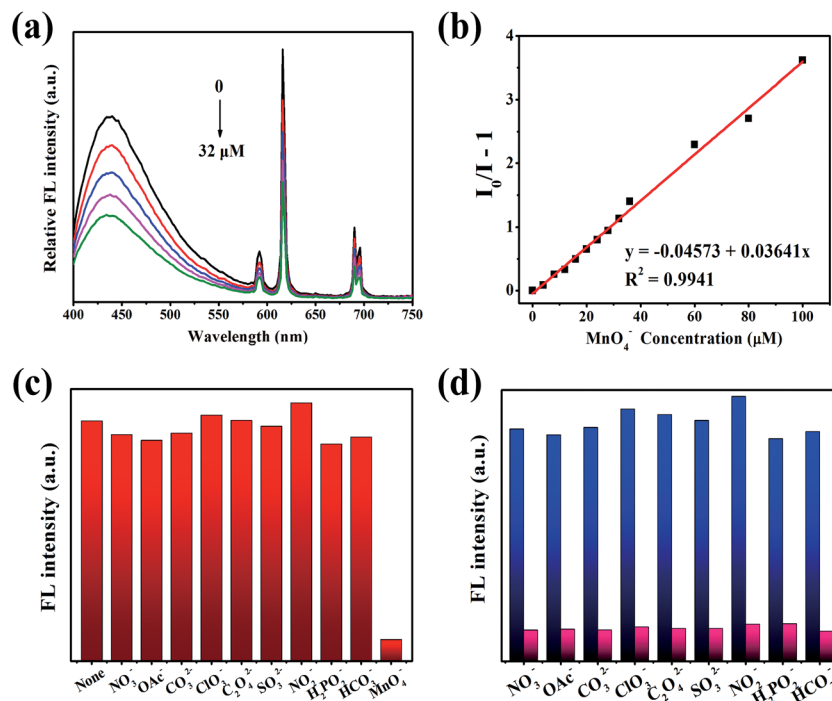 (a)
Relative FL intensity (a.u.)
0
32 μM
400 450 500 550 600 650 700 750
Wavelength (nm)
(b)
I₀/I - 1
4
3
2
1
0
y = -0.04573 + 0.03641x
R² = 0.9941
0 20 40 60 80 100
MnO₄⁻ Concentration (μM)
(c)
FL intensity (a.u.)
None NO₃⁻ OAc⁻ CO₃²⁻ ClO₃⁻ C₂O₄²⁻ SO₃²⁻ NO₂⁻ H₂PO₄⁻ HCO₃⁻ MnO₄⁻
(d)
FL intensity (a.u.)
NO₃⁻ OAc⁻ CO₃²⁻ ClO₃⁻ C₂O₄²⁻ SO₃²⁻ NO₂⁻ H₂PO₄⁻ HCO₃⁻